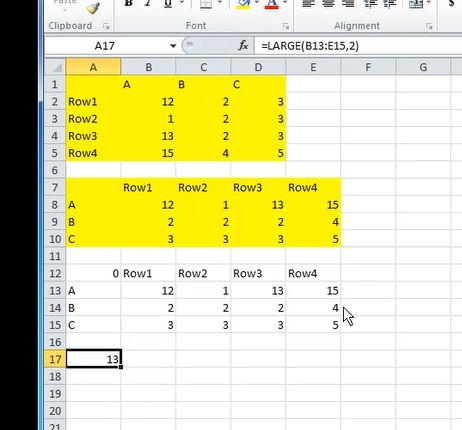 Paste
B I U A
Clipboard Font Alignment
A17 fx =LARGE(B13:E15,2)
A B C D E F G
1 A B C
2 Row1 12 2 3
3 Row2 1 2 3
4 Row3 13 2 3
5 Row4 15 4 5
6
7 Row1 Row2 Row3 Row4
8 A 12 1 13 15
9 B 2 2 2 4
10 C 3 3 3 5
11
12 0 Row1 Row2 Row3 Row4
13 A 12 1 13 15
14 B 2 2 2 4
15 C 3 3 3 5
16
17 13
18
19
20
21